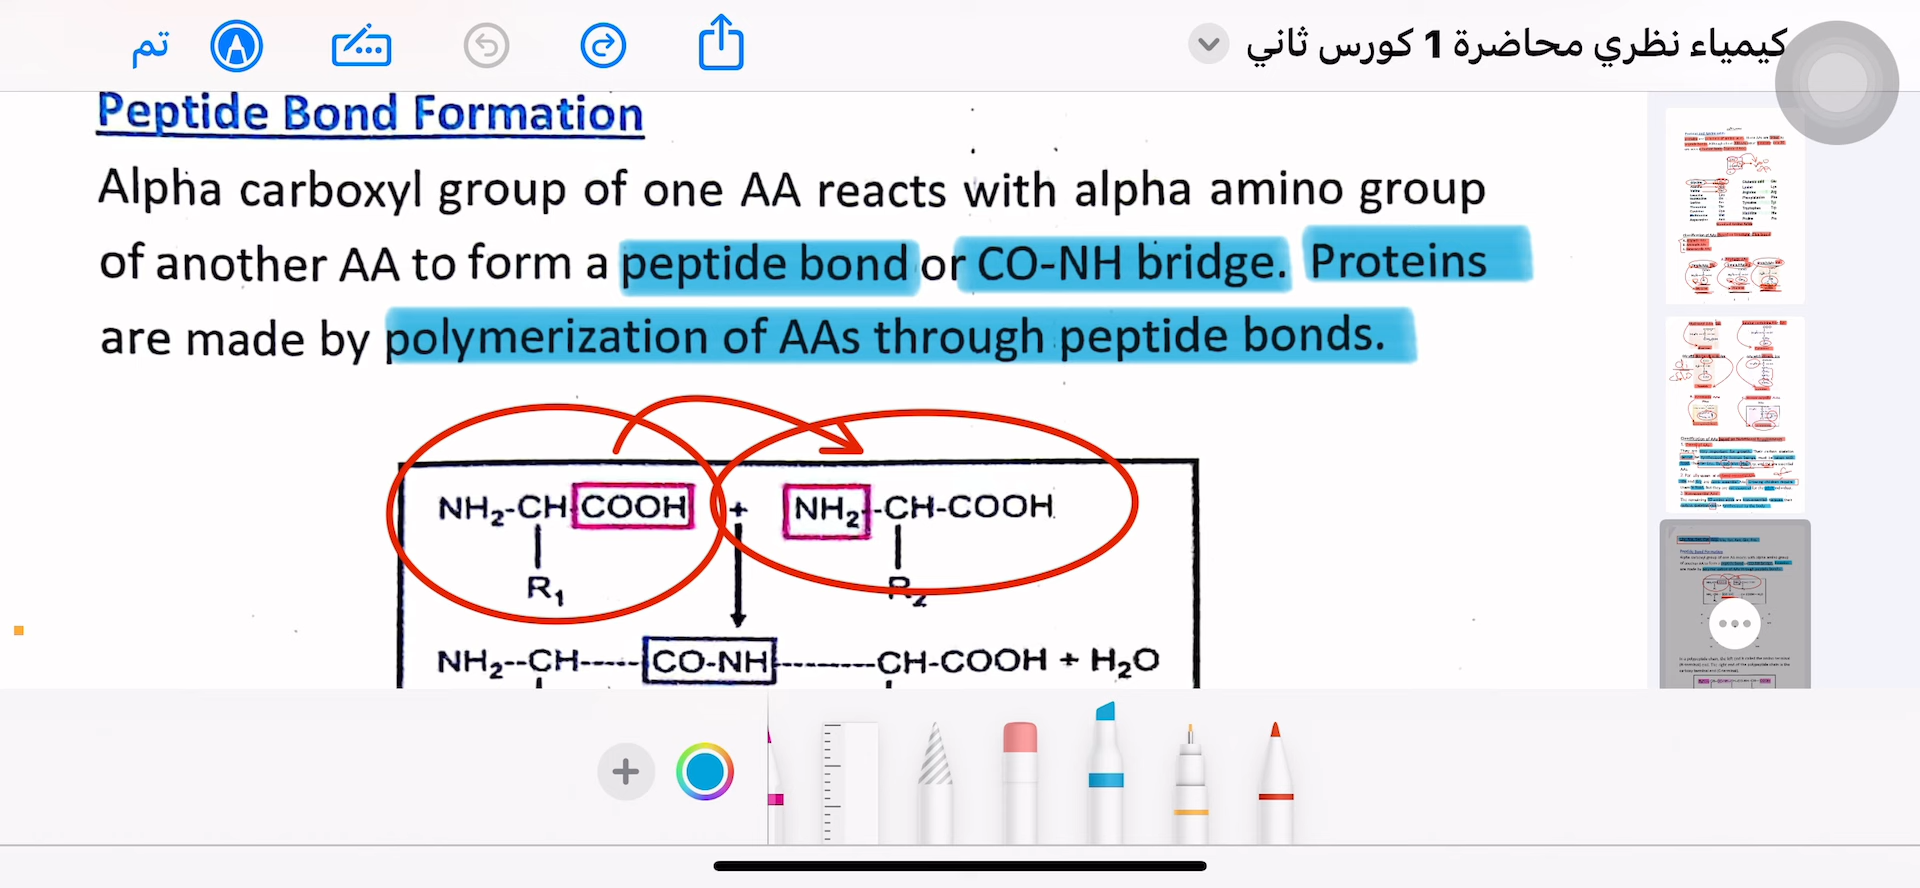 تم
كيمياء نظري محاضرة 1 كورس ثاني
Peptide Bond Formation
Alpha carboxyl group of one AA reacts with alpha amino group
of another AA to form a peptide bond or CO-NH bridge. Proteins
are made by polymerization of AAs through peptide bonds.
NH₂-CH-COOH + NH₂-CH-COOH
R₁ R₂
NH₂--CH-----CO-NH---------CH-COOH + H₂O